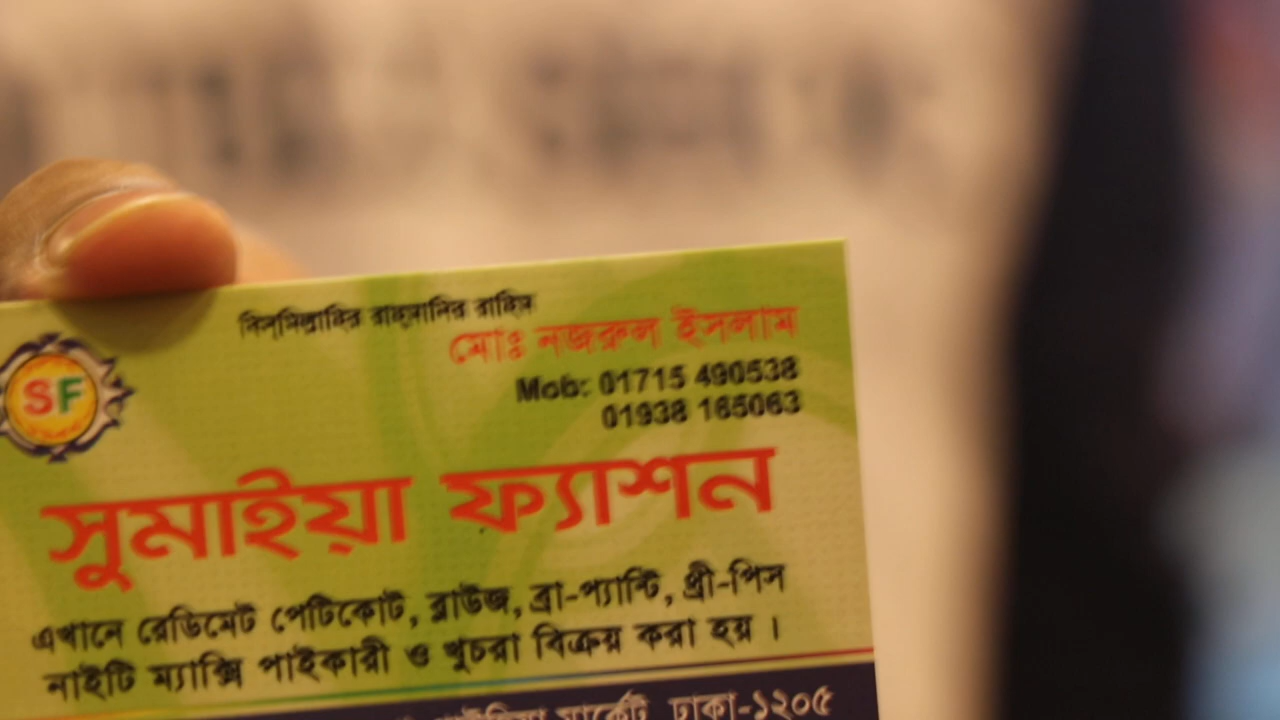 বিসমিল্লাহির রাহমানির রাহিম
মোঃ নজরুল ইসলাম
Mob: 01715 490538
01938 165063
SF
সুমাইয়া ফ্যাশন
এখানে রেডিমেট পেটিকোট, ব্লাউজ, ব্রা-প্যান্টি, থ্রী-পিস
নাইটি ম্যাক্সি পাইকারী ও খুচরা বিক্রয় করা হয় ।
মার্কেট, ঢাকা-১২০৫